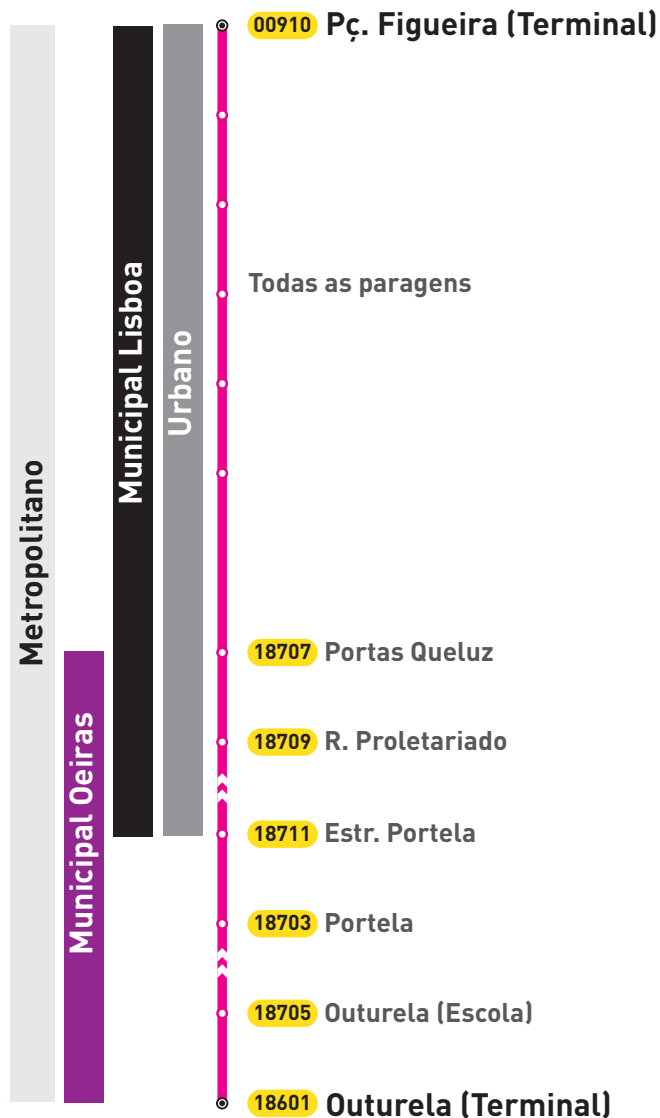 00910 Pç. Figueira (Terminal)
Todas as paragens
18707 Portas Queluz
18709 R. Proletariado
18711 Estr. Portela
18703 Portela
18705 Outurela (Escola)
18601 Outurela (Terminal)
Metropolitano
Municipal Oeiras
Municipal Lisboa
Urbano